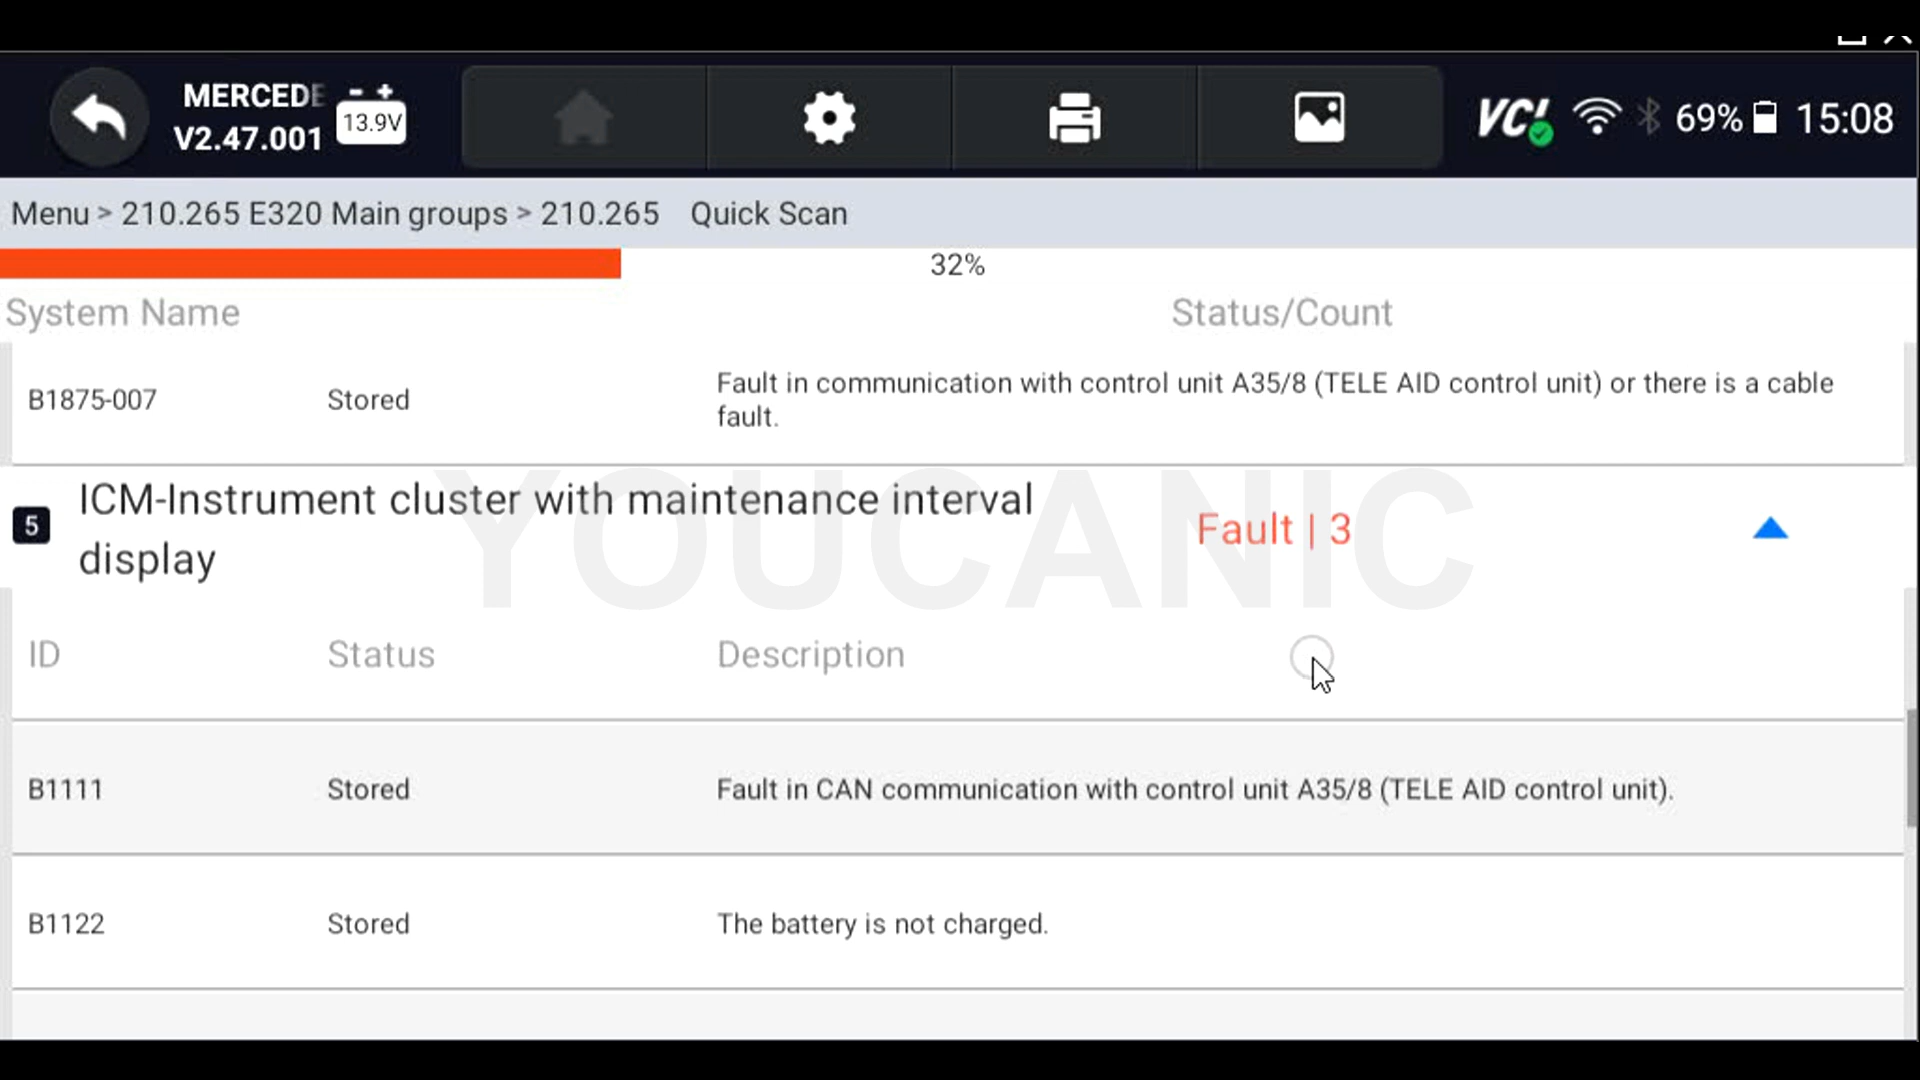 MERCEDE
V2.47.001
13.9V
VCI
69%
15:08
Menu > 210.265 E320 Main groups > 210.265 Quick Scan
32%
System Name Status/Count
B1875-007 Stored Fault in communication with control unit A35/8 (TELE AID control unit) or there is a cable
fault.
YOUCANIC
5 ICM-Instrument cluster with maintenance interval
display
Fault | 3
ID Status Description
B1111 Stored Fault in CAN communication with control unit A35/8 (TELE AID control unit).
B1122 Stored The battery is not charged.